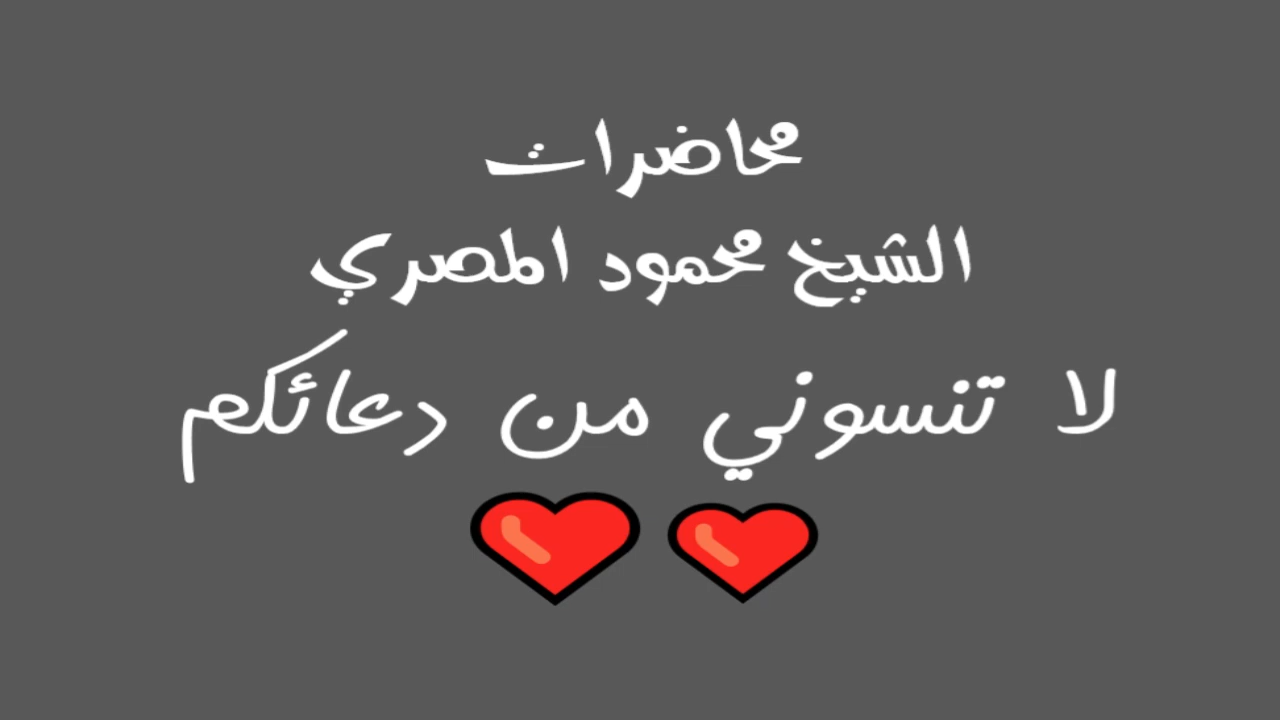 محاضرات
الشيخ محمود المصري
لا تنسوني من دعائكم